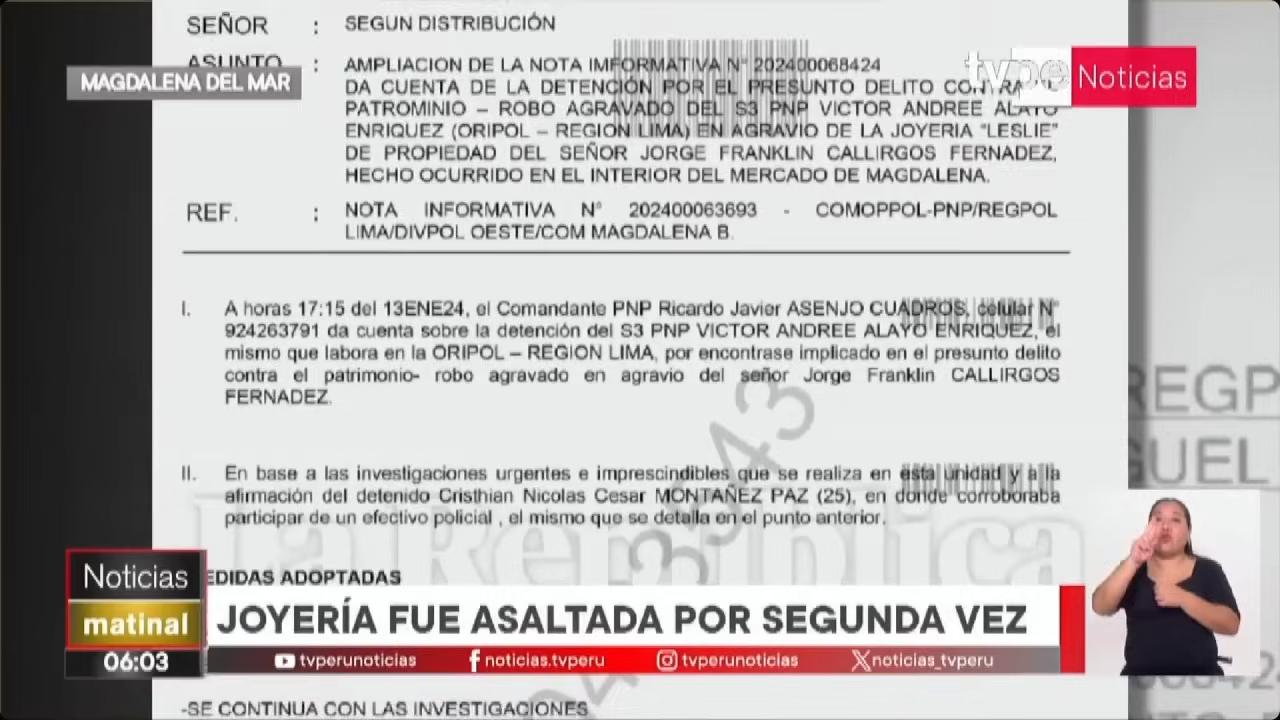 SEÑOR : SEGUN DISTRIBUCIÓN
ASUNTO : AMPLIACION DE LA NOTA IMFORMATIVA N° 202400068424
MAGDALENA DEL MAR
tvpe Noticias
DA CUENTA DE LA DETENCIÓN POR EL PRESUNTO DELITO CONTRA
PATROMINIO – ROBO AGRAVADO DEL S3 PNP VICTOR ANDREE ALAYO
ENRIQUEZ (ORIPOL – REGION LIMA) EN AGRAVIO DE LA JOYERIA "LESLIE"
DE PROPIEDAD DEL SEÑOR JORGE FRANKLIN CALLIRGOS FERNADEZ,
HECHO OCURRIDO EN EL INTERIOR DEL MERCADO DE MAGDALENA.
REF. : NOTA INFORMATIVA N° 202400063693 - COMOPPOL-PNP/REGPOL
LIMA/DIVPOL OESTE/COM MAGDALENA B.
I. A horas 17:15 del 13ENE24, el Comandante PNP Ricardo Javier ASENJO CUADROS, celular N°
924263791 da cuenta sobre la detención del S3 PNP VICTOR ANDREE ALAYO ENRIQUEZ, el
mismo que labora en la ORIPOL – REGION LIMA, por encontrase implicado en el presunto delito
contra el patrimonio- robo agravado en agravio del señor Jorge Franklin CALLIRGOS
FERNADEZ.
REGP
GUEL
II. En base a las investigaciones urgentes e imprescindibles que se realiza en esta unidad y a la
afirmación del detenido Cristhian Nicolas Cesar MONTAÑEZ PAZ (25), en donde corroboraba
participar de un efectivo policial , el mismo que se detalla en el punto anterior.
La República
EDIDAS ADOPTADAS
Noticias
matinal
06:03
JOYERÍA FUE ASALTADA POR SEGUNDA VEZ
tvperunoticias noticias.tvperu tvperunoticias noticias_tvperu
-SE CONTINUA CON LAS INVESTIGACIONES